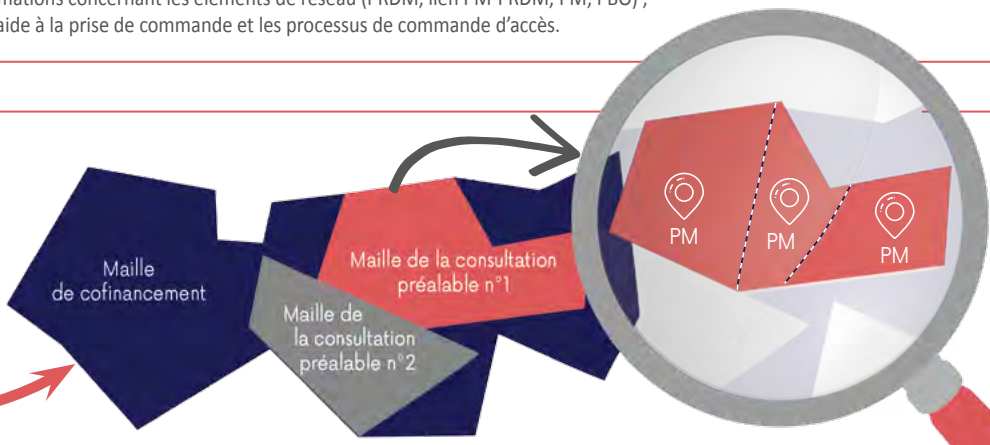 mations concernant les éléments de réseau (PRDM, lien PM-PRDM, PM, PBO) ;
aide à la prise de commande et les processus de commande d'accès.
Maille
de cofinancement
Maille de la consultation
préalable n°1
Maille de
la consultation
préalable n°2
PM
PM
PM